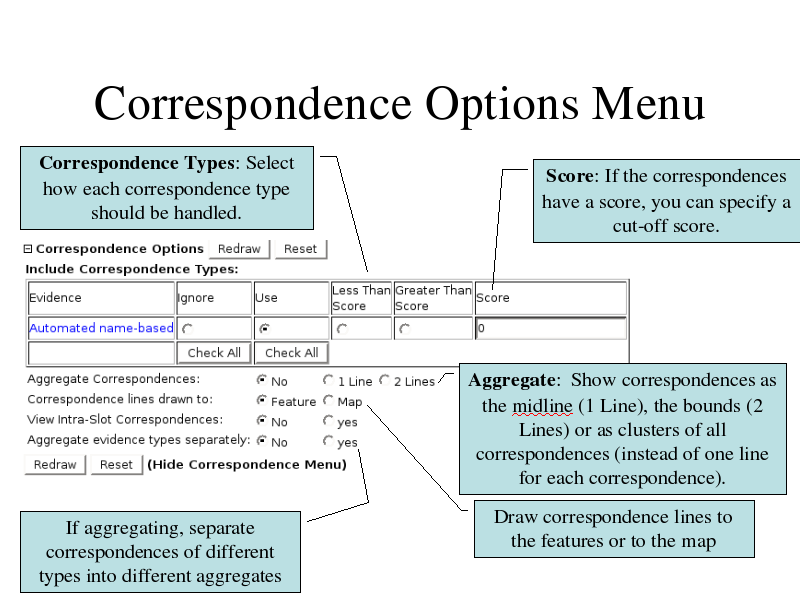 Correspondence Options Menu
Correspondence Types: Select
how each correspondence type
should be handled.
Score: If the correspondences
have a score, you can specify a
cut-off score.
Correspondence Options Redraw Reset
Include Correspondence Types:
Evidence Ignore Use Less Than Score Greater Than Score Score
Automated name-based 0
Check All Check All
Aggregate Correspondences: No 1 Line 2 Lines
Correspondence lines drawn to: Feature Map
View Intra-Slot Correspondences: No yes
Aggregate evidence types separately: No yes
Redraw Reset (Hide Correspondence Menu)
Aggregate: Show correspondences as
the midline (1 Line), the bounds (2
Lines) or as clusters of all
correspondences (instead of one line
for each correspondence).
Draw correspondence lines to
the features or to the map
If aggregating, separate
correspondences of different
types into different aggregates